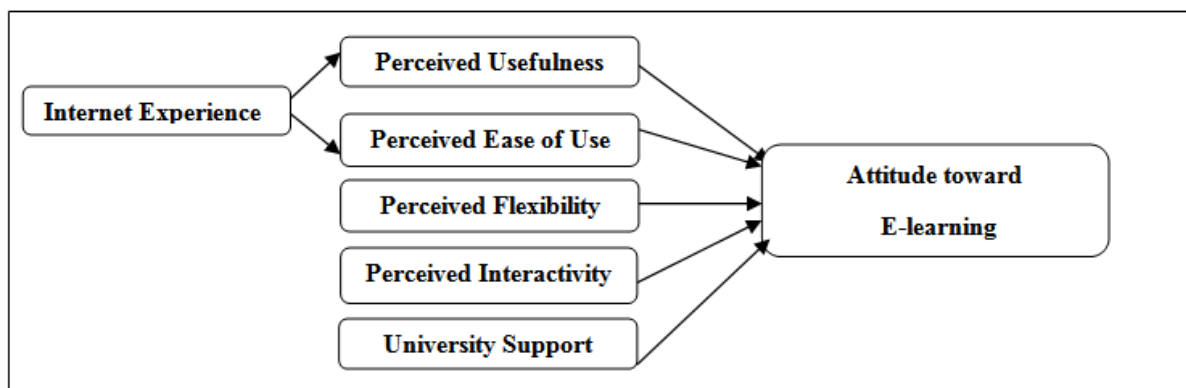 Perceived Usefulness
Internet Experience
Perceived Ease of Use
Attitude toward
E-learning
Perceived Flexibility
Perceived Interactivity
University Support